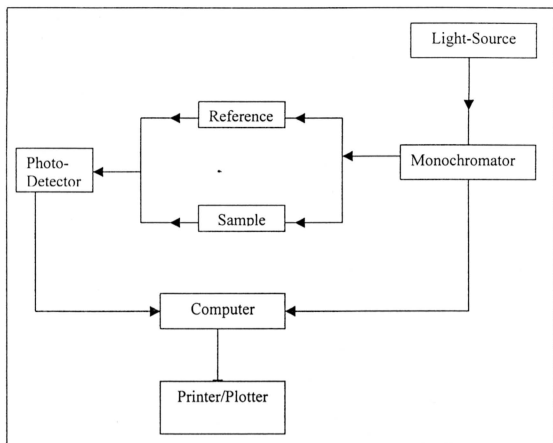 Light-Source
Reference
Photo-
Detector
Monochromator
Sample
Computer
Printer/Plotter